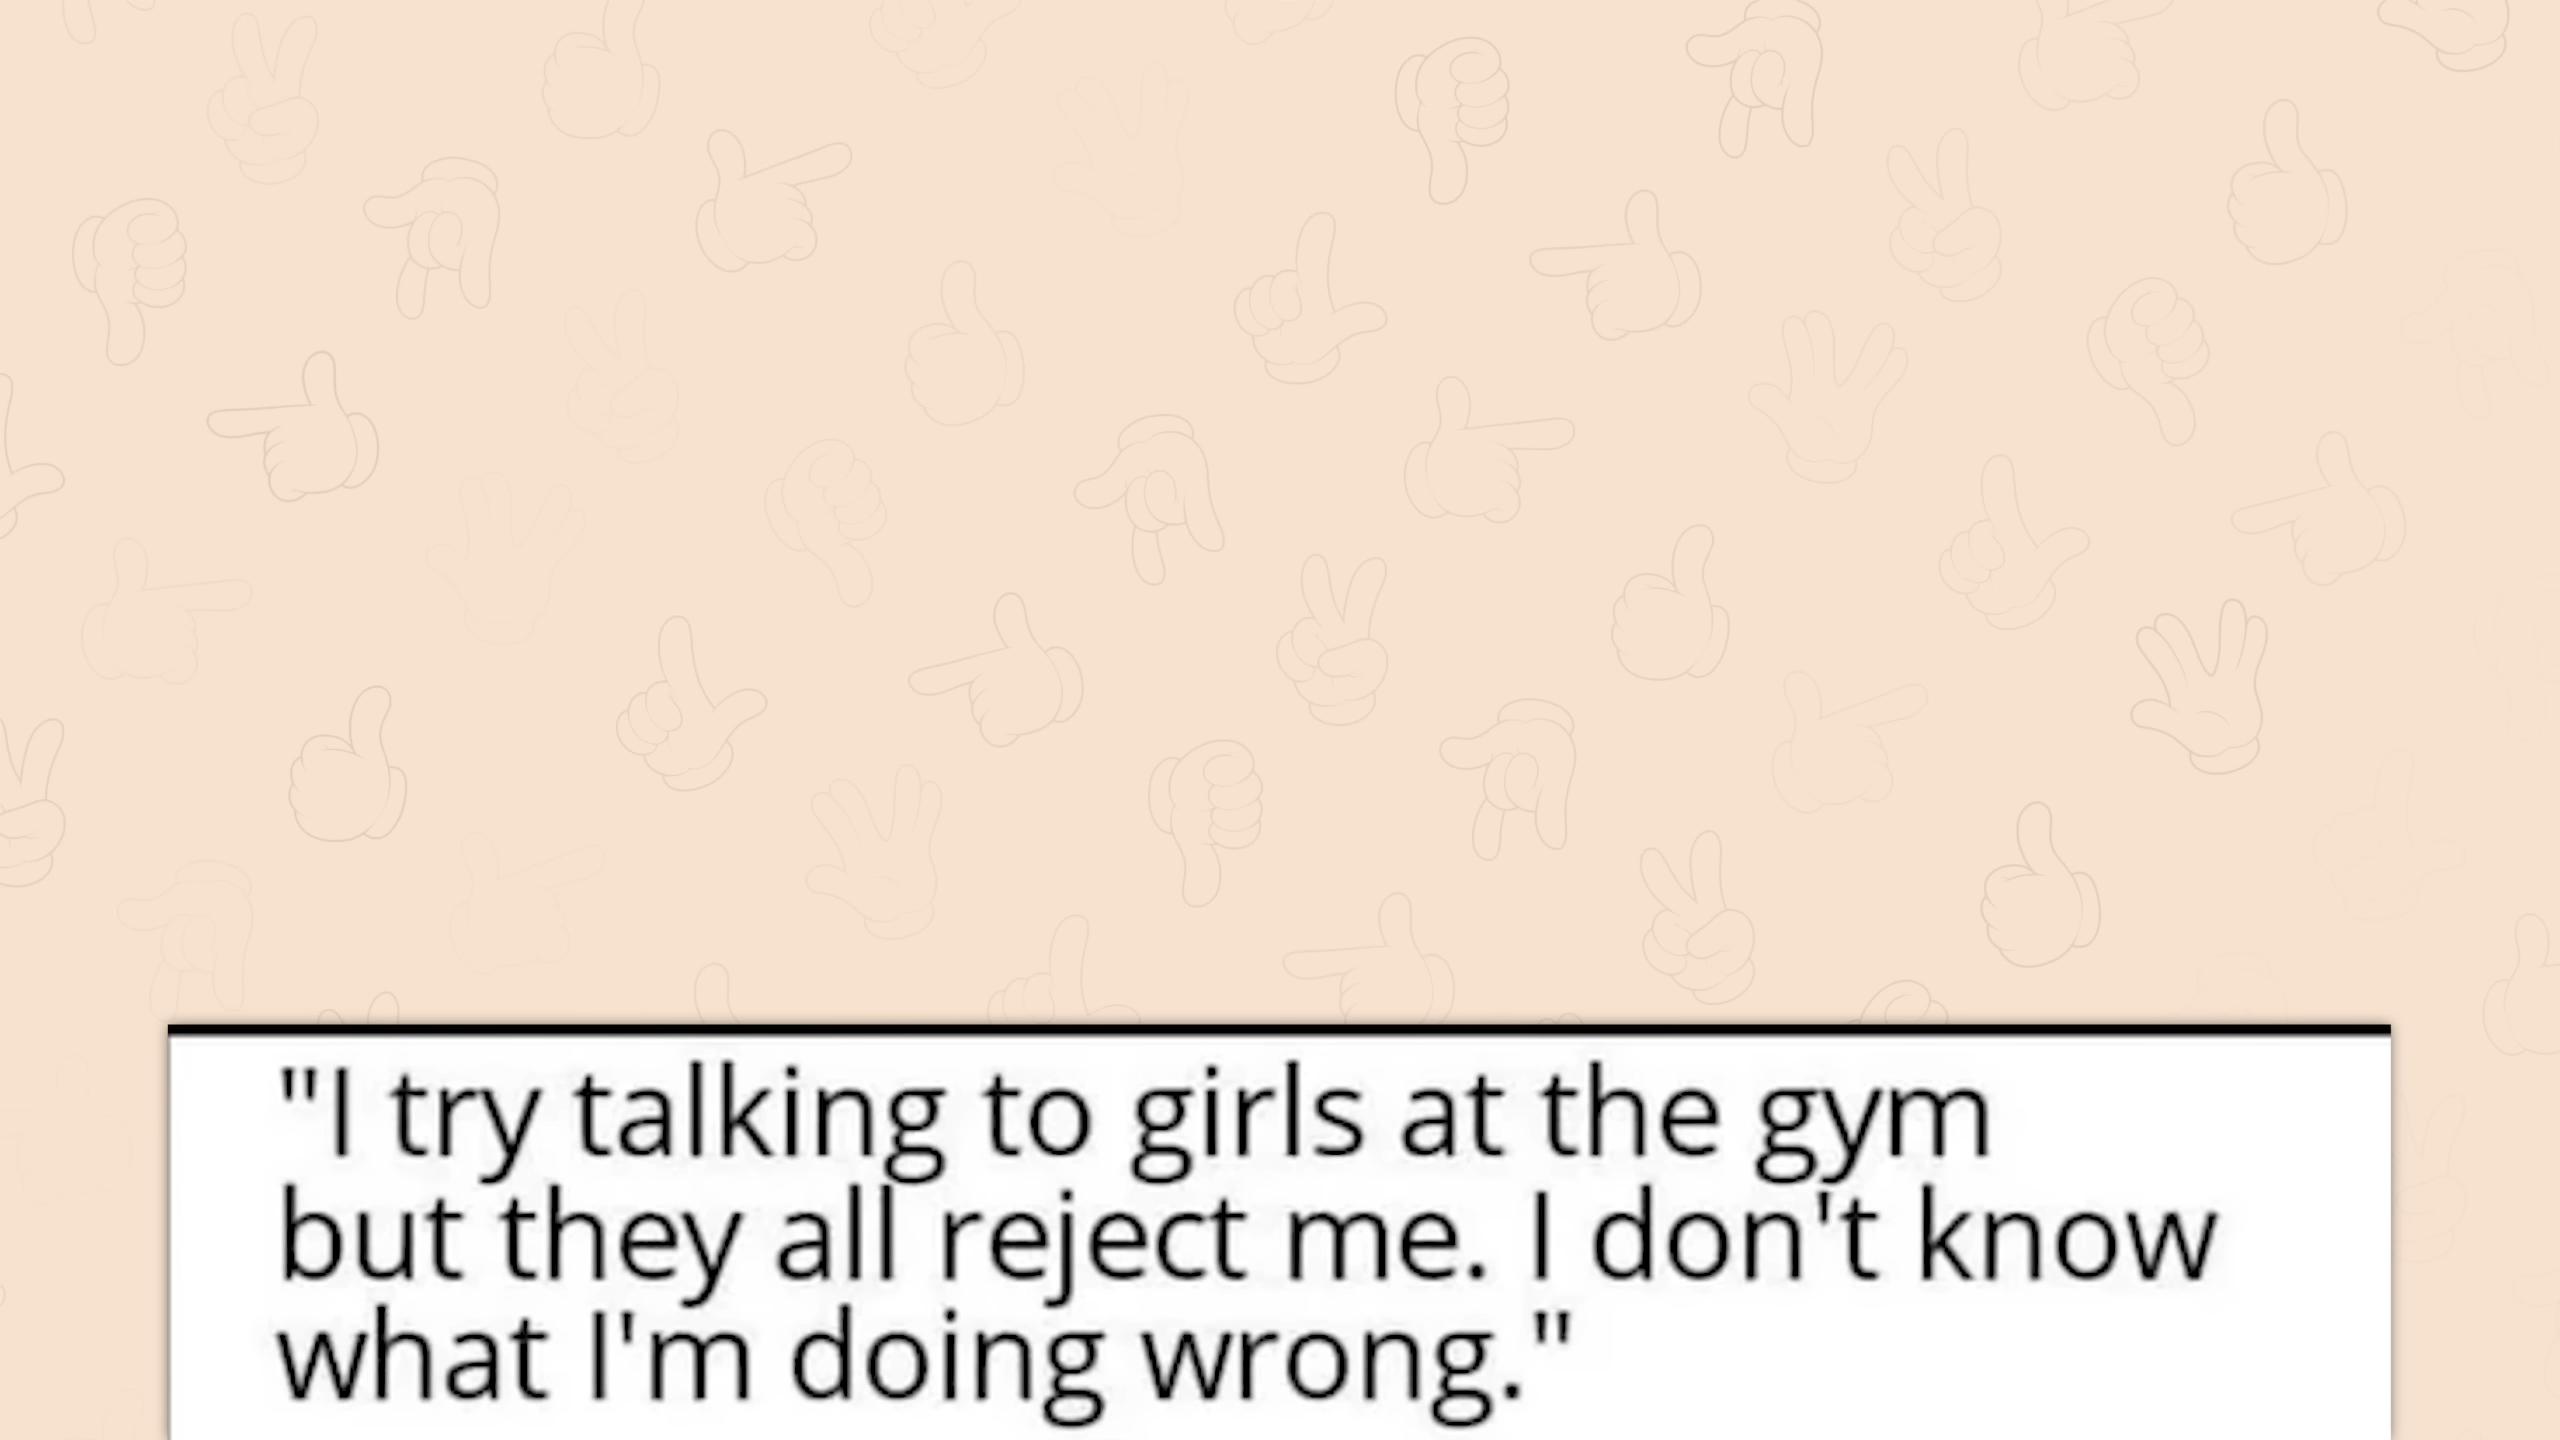 "I try talking to girls at the gym
but they all reject me. I don't know
what I'm doing wrong."